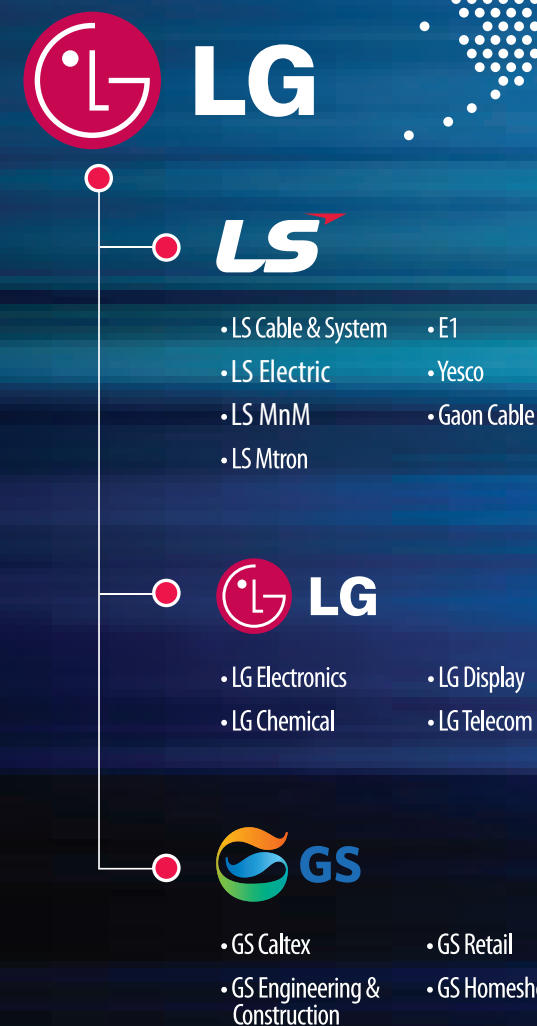 LG
LS
• LS Cable & System
• LS Electric
• LS MnM
• LS Mtron
• E1
• Yesco
• Gaon Cable
LG
• LG Electronics
• LG Chemical
• LG Display
• LG Telecom
GS
• GS Caltex
• GS Engineering &
Construction
• GS Retail
• GS